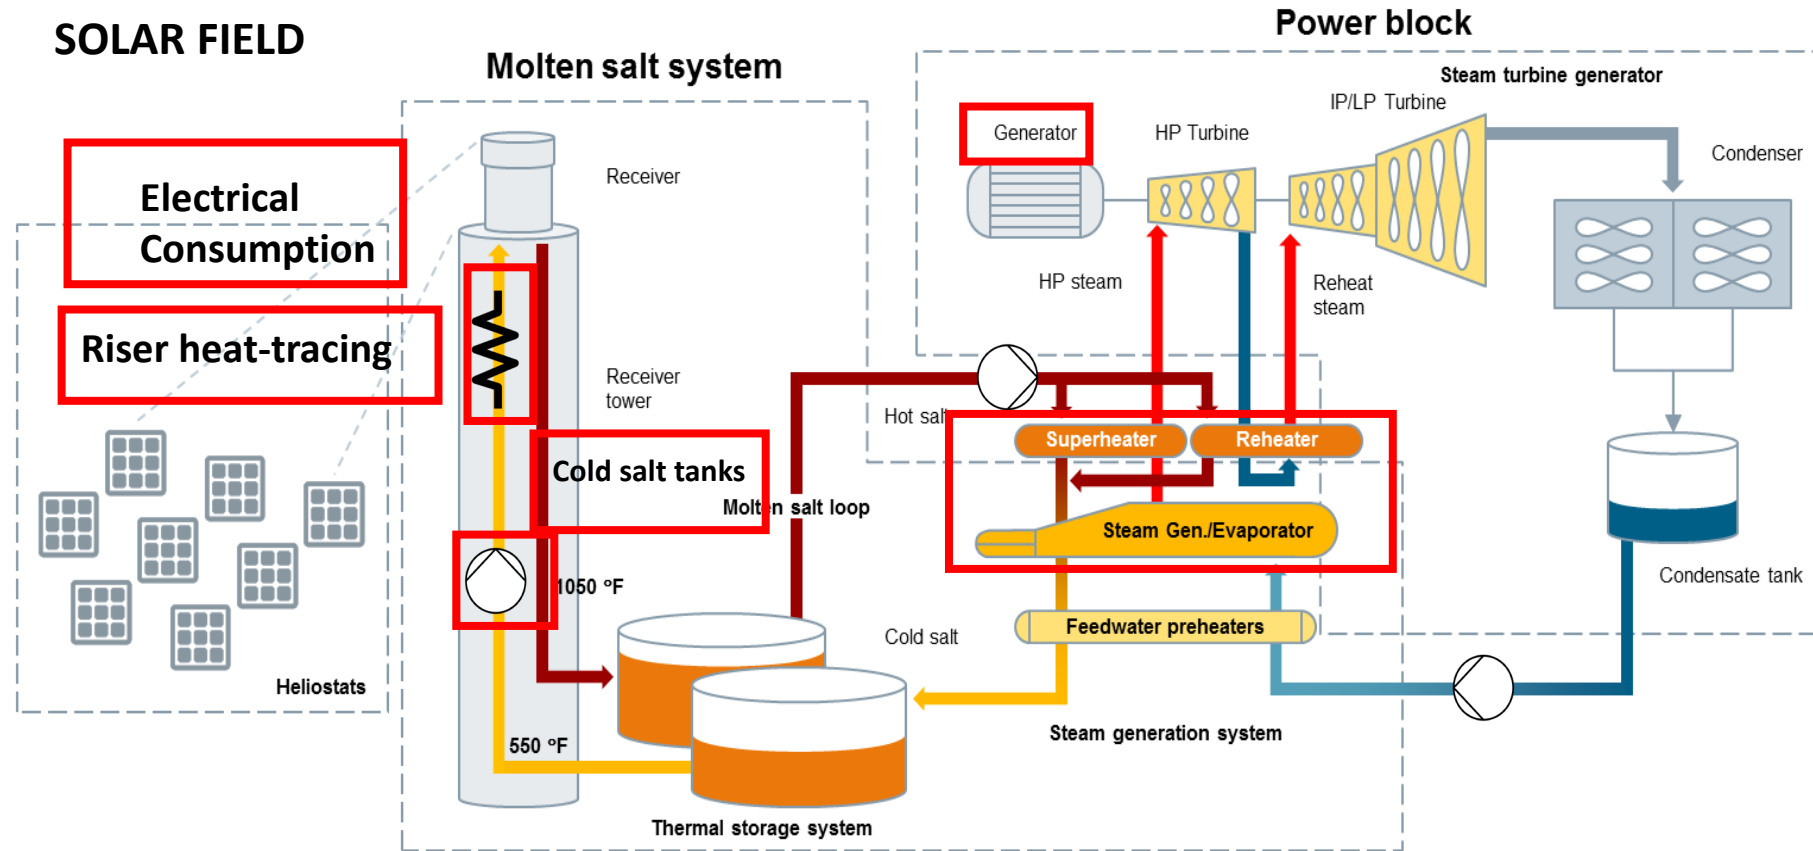 SOLAR FIELD
Power block
Molten salt system
Steam turbine generator
IP/LP Turbine
Generator
HP Turbine
Condenser
Receiver
Electrical
Consumption
HP steam
Reheat
steam
Riser heat-tracing
Receiver
tower
Hot salt
Superheater
Reheater
Cold salt tanks
Molten salt loop
Steam Gen./Evaporator
Condensate tank
1050 °F
Feedwater preheaters
Cold salt
Heliostats
550 °F
Steam generation system
Thermal storage system